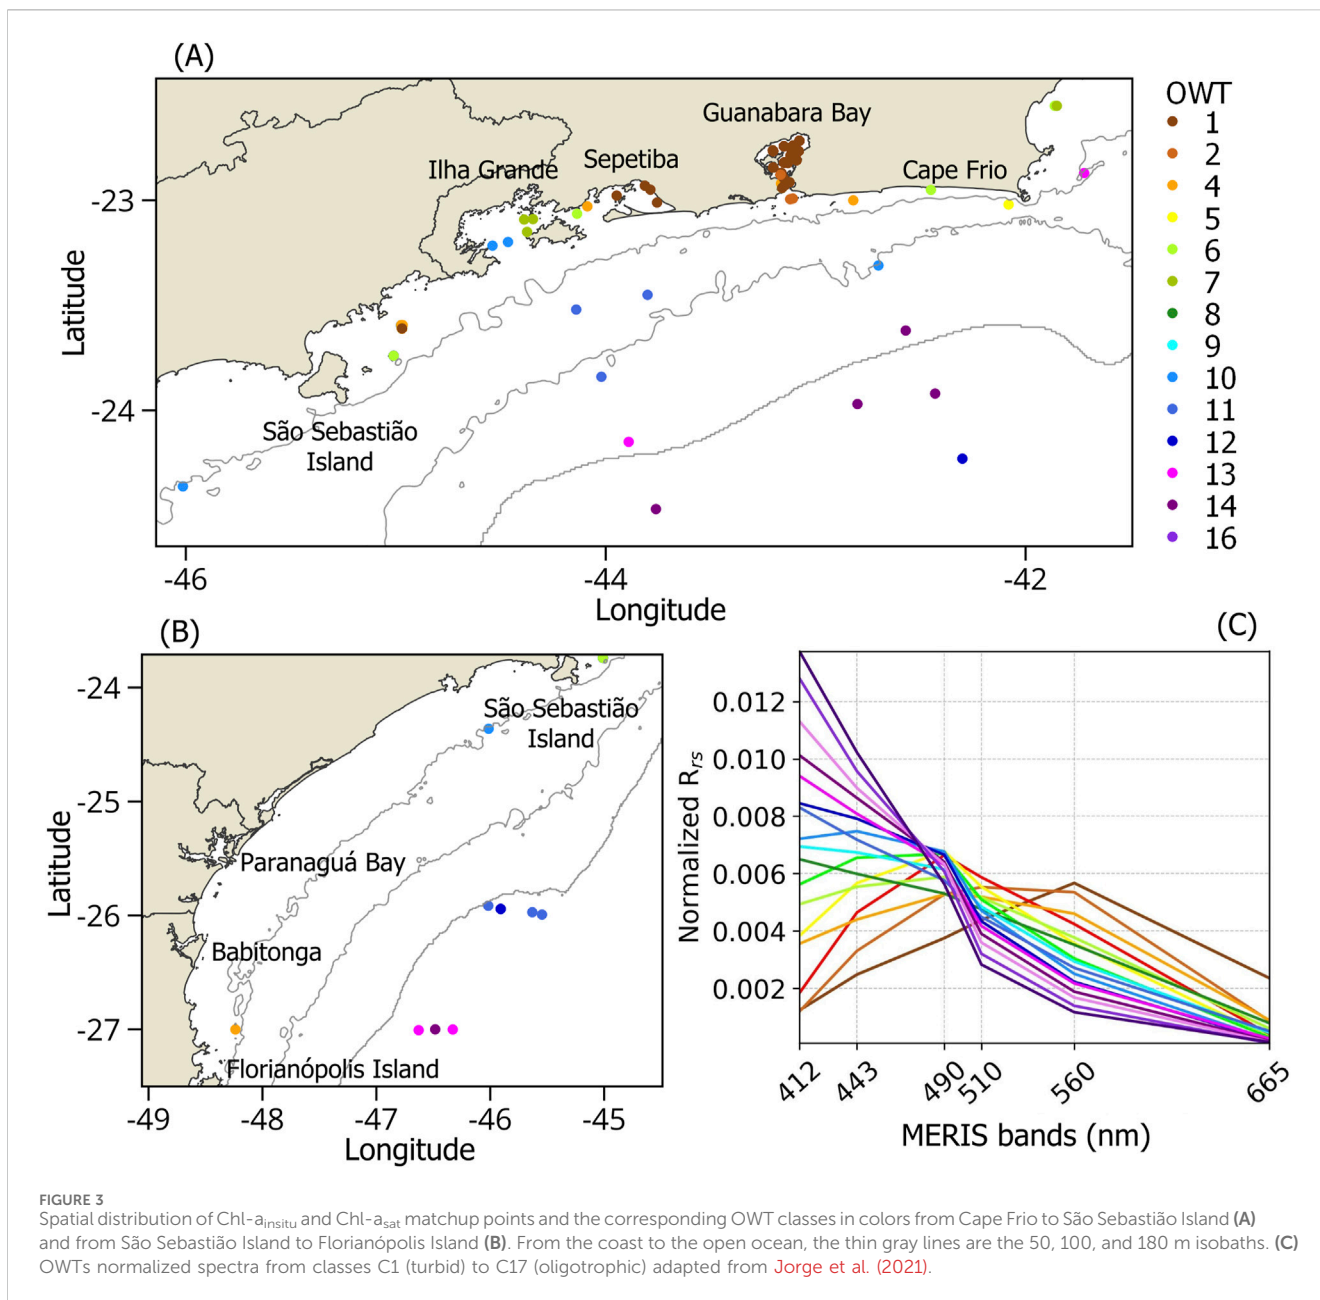 (A)
OWT
Guanabara Bay
1
2
Ilha Grande
Sepetiba
Cape Frio
4
5
6
7
8
9
10
11
12
13
14
16
São Sebastião
Island
-23
-24
Latitude
-46
-44
-42
Longitude
(B)
São Sebastião
Island
Paranaguá Bay
Babitonga
Florianópolis Island
-24
-25
-26
-27
Latitude
-49
-48
-47
-46
-45
Longitude
(C)
0.012
0.010
0.008
0.006
0.004
0.002
Normalized Rrs
412
443
490
510
560
665
MERIS bands (nm)
FIGURE 3
Spatial distribution of Chl-ainsitu and Chl-asat matchup points and the corresponding OWT classes in colors from Cape Frio to São Sebastião Island (A)
and from São Sebastião Island to Florianópolis Island (B). From the coast to the open ocean, the thin gray lines are the 50, 100, and 180 m isobaths. (C)
OWTs normalized spectra from classes C1 (turbid) to C17 (oligotrophic) adapted from Jorge et al. (2021).